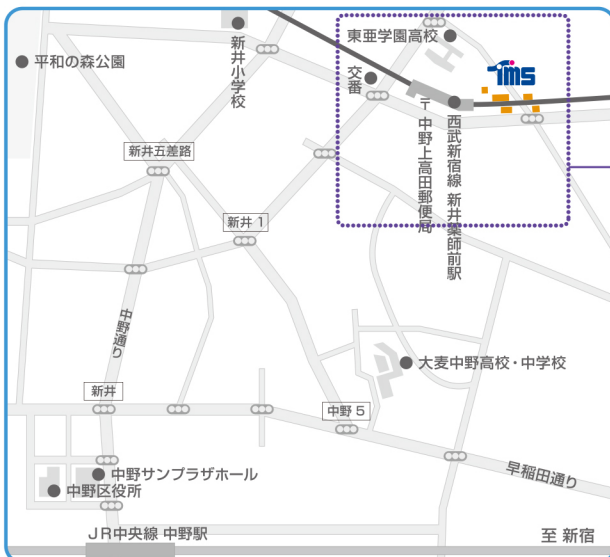 東亜学園高校
平和の森公園
新井小学校
交番
ims
〒中野上高田郵便局
西武新宿線 新井薬師前駅
新井五差路
新井 1
中野通り
大麦中野高校・中学校
新井
中野 5
早稲田通り
中野サンプラザホール
中野区役所
JR中央線 中野駅
至 新宿